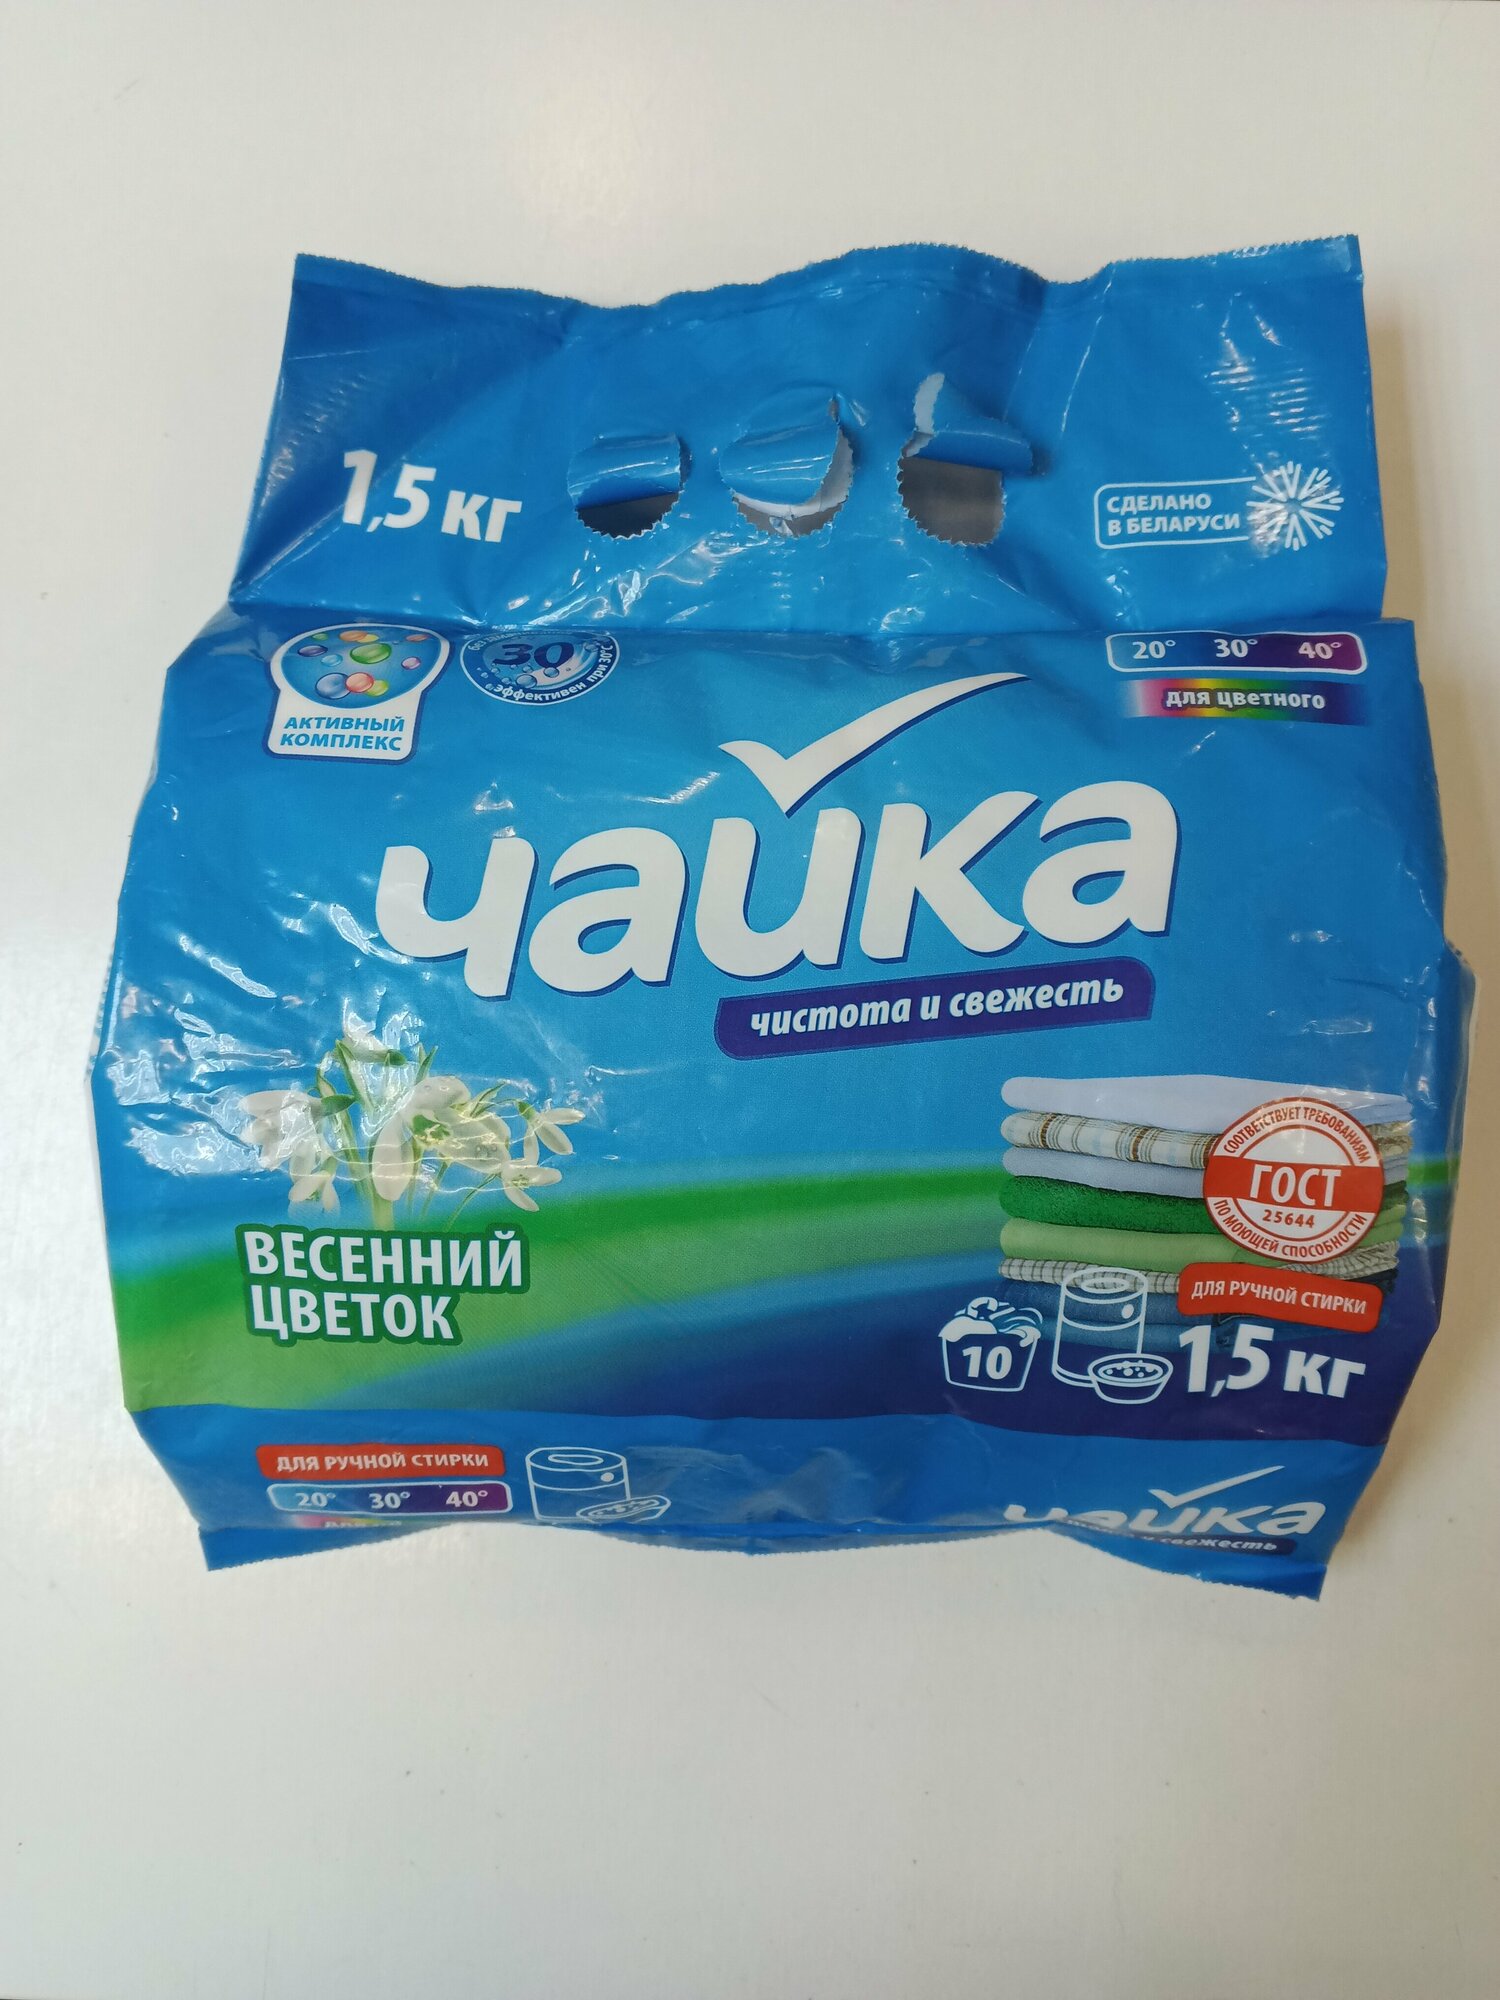 1,5 кг
СДЕЛАНО
В БЕЛАРУСИ
АКТИВНЫЙ
КОМПЛЕКС
30
эффективен при 30°С
20° 30° 40°
для цветного
чайка
чистота и свежесть
ВЕСЕННИЙ
ЦВЕТОК
СООТВЕТСТВУЕТ ТРЕБОВАНИЯМ
ГОСТ
25644
ПО МОЮЩЕЙ СПОСОБНОСТИ
ДЛЯ РУЧНОЙ СТИРКИ
10
1,5 кг
ДЛЯ РУЧНОЙ СТИРКИ
20° 30° 40°
чайка
свежесть